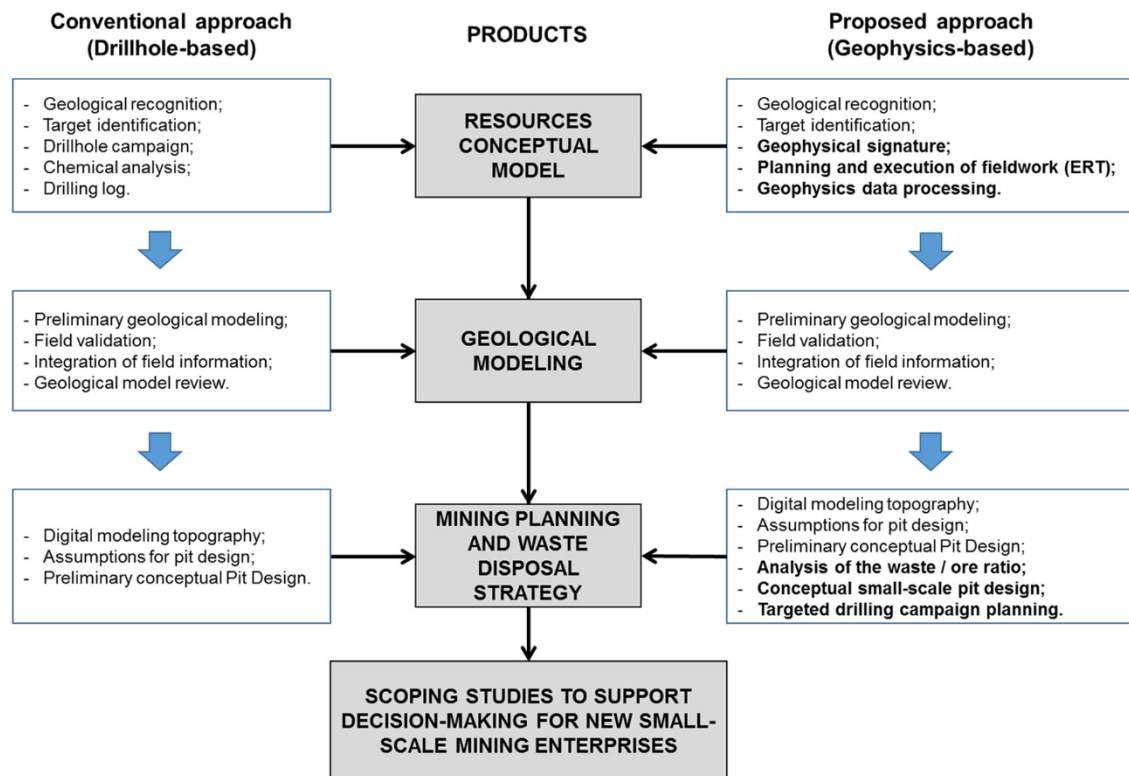 Conventional approach
(Drillhole-based)
PRODUCTS
Proposed approach
(Geophysics-based)
- Geological recognition;
- Target identification;
- Drillhole campaign;
- Chemical analysis;
- Drilling log.
RESOURCES
CONCEPTUAL
MODEL
- Geological recognition;
- Target identification;
- Geophysical signature;
- Planning and execution of fieldwork (ERT);
- Geophysics data processing.
- Preliminary geological modeling;
- Field validation;
- Integration of field information;
- Geological model review.
GEOLOGICAL
MODELING
- Preliminary geological modeling;
- Field validation;
- Integration of field information;
- Geological model review.
- Digital modeling topography;
- Assumptions for pit design;
- Preliminary conceptual Pit Design.
MINING PLANNING
AND WASTE
DISPOSAL
STRATEGY
- Digital modeling topography;
- Assumptions for pit design;
- Preliminary conceptual Pit Design;
- Analysis of the waste / ore ratio;
- Conceptual small-scale pit design;
- Targeted drilling campaign planning.
SCOPING STUDIES TO SUPPORT
DECISION-MAKING FOR NEW SMALL-
SCALE MINING ENTERPRISES